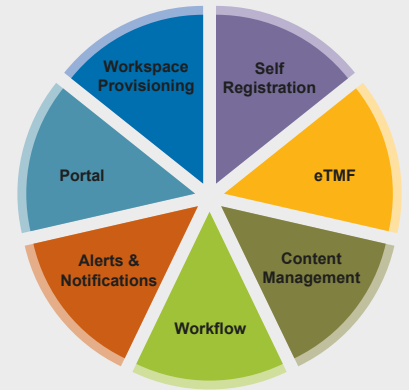 Workspace
Provisioning
Self
Registration
Portal
eTMF
Alerts &
Notifications
Content
Management
Workflow